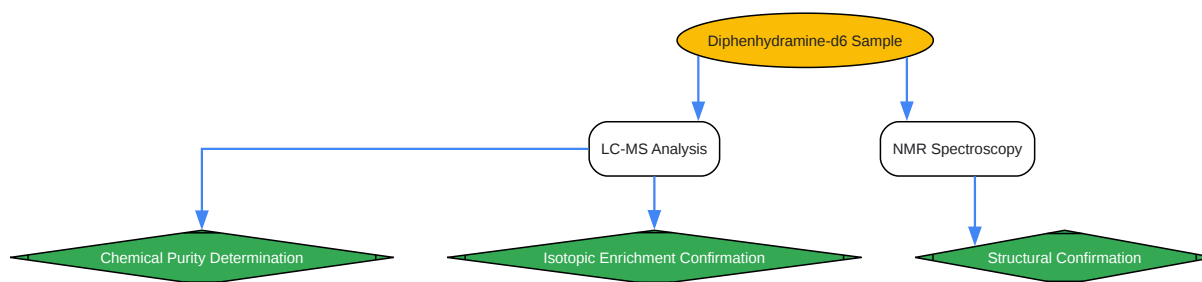 Diphenhydramine-d6 Sample
LC-MS Analysis
NMR Spectroscopy
Chemical Purity Determination
Isotopic Enrichment Confirmation
Structural Confirmation